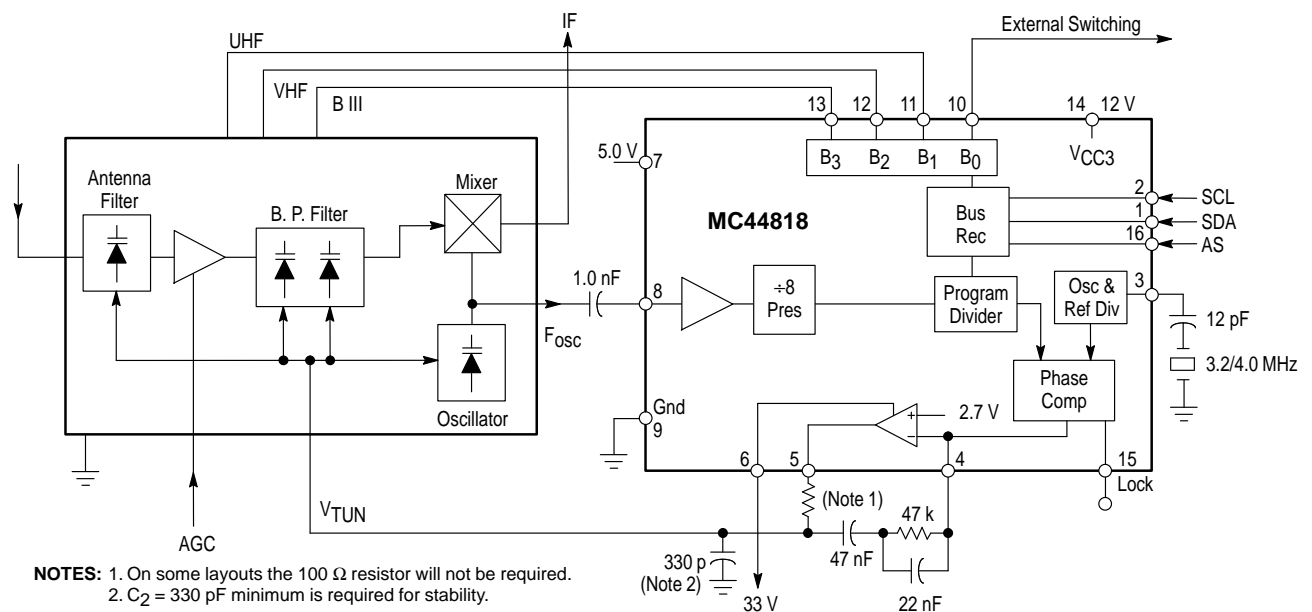 IF
External Switching
UHF
VHF
B III
13
12
11
10
14
12 V
5.0 V
7
B3
B2
B1
B0
VCC3
Antenna
Filter
B. P. Filter
Mixer
MC44818
Bus
Rec
2
SCL
1
SDA
16
AS
1.0 nF
8
÷8
Pres
Program
Divider
Osc &
Ref Div
3
12 pF
3.2/4.0 MHz
Fosc
Oscillator
Phase
Comp
Gnd
9
+
–
2.7 V
6
5
4
15
Lock
(Note 1)
VTUN
AGC
47 k
330 p
(Note 2)
47 nF
22 nF
33 V
NOTES: 1. On some layouts the 100 Ω resistor will not be required.
2. C2 = 330 pF minimum is required for stability.